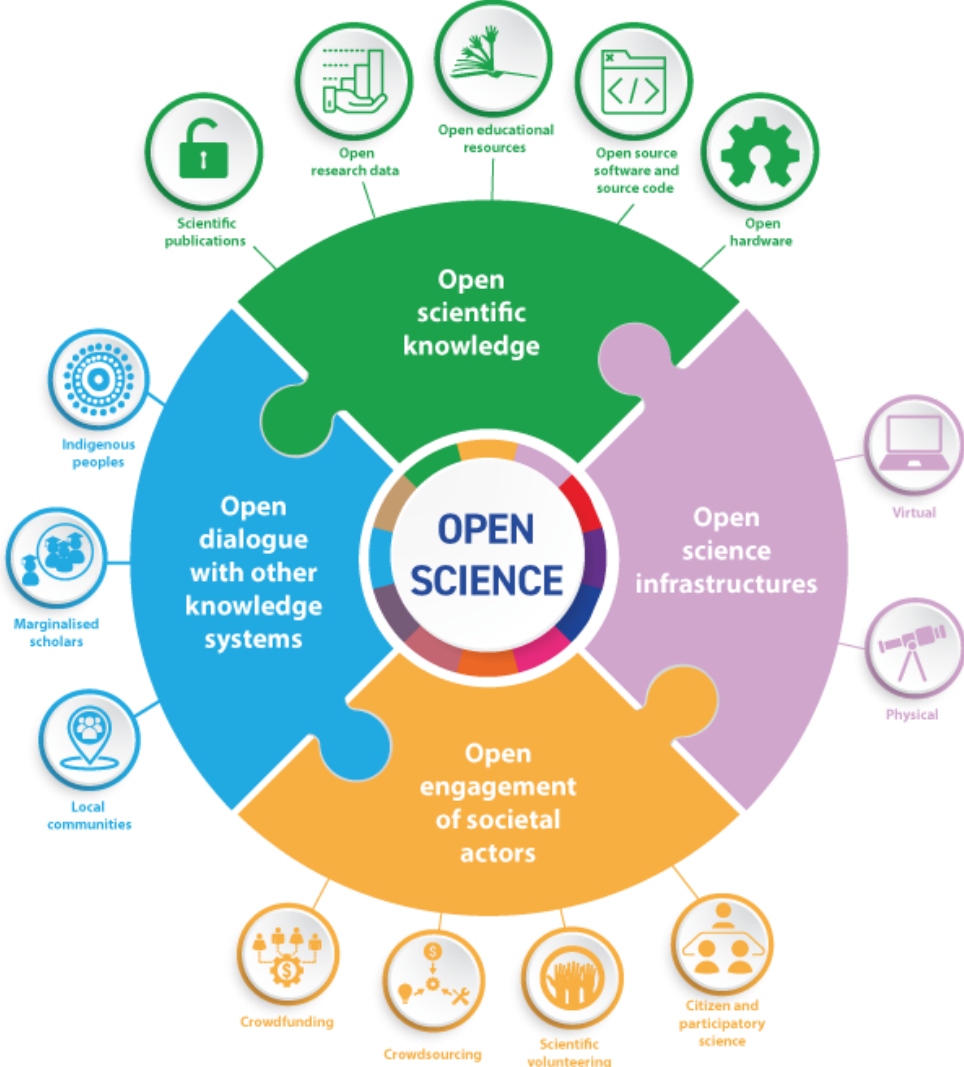 Scientific
publications
Open
research data
Open educational
resources
Open source
software and
source code
Open
hardware
Open
scientific
knowledge
Indigenous
peoples
Marginalised
scholars
Local
communities
Open
dialogue
with other
knowledge
systems
OPEN
SCIENCE
Open
science
infrastructures
Virtual
Physical
Open
engagement
of societal
actors
Crowdfunding
Crowdsourcing
Scientific
volunteering
Citizen and
participatory
science